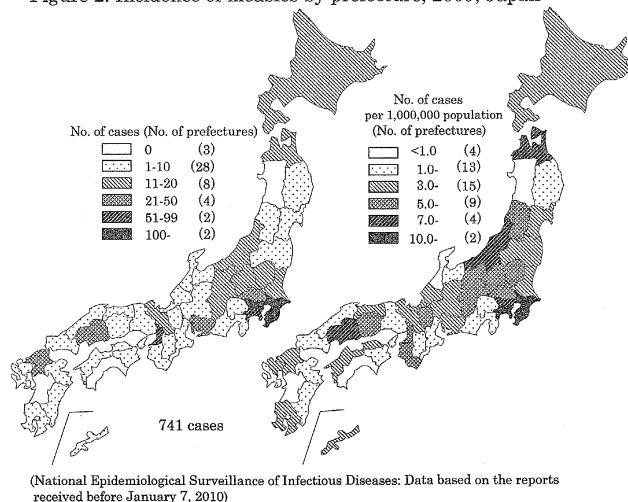 Figure 2. Incidence of measles by prefecture, 2009, Japan
No. of cases (No. of prefectures)
0 (3)
1-10 (28)
11-20 (8)
21-50 (4)
51-99 (2)
100- (2)
No. of cases
per 1,000,000 population
(No. of prefectures)
<1.0 (4)
1.0- (13)
3.0- (15)
5.0- (9)
7.0- (4)
10.0- (2)
741 cases
(National Epidemiological Surveillance of Infectious Diseases: Data based on the reports
received before January 7, 2010)